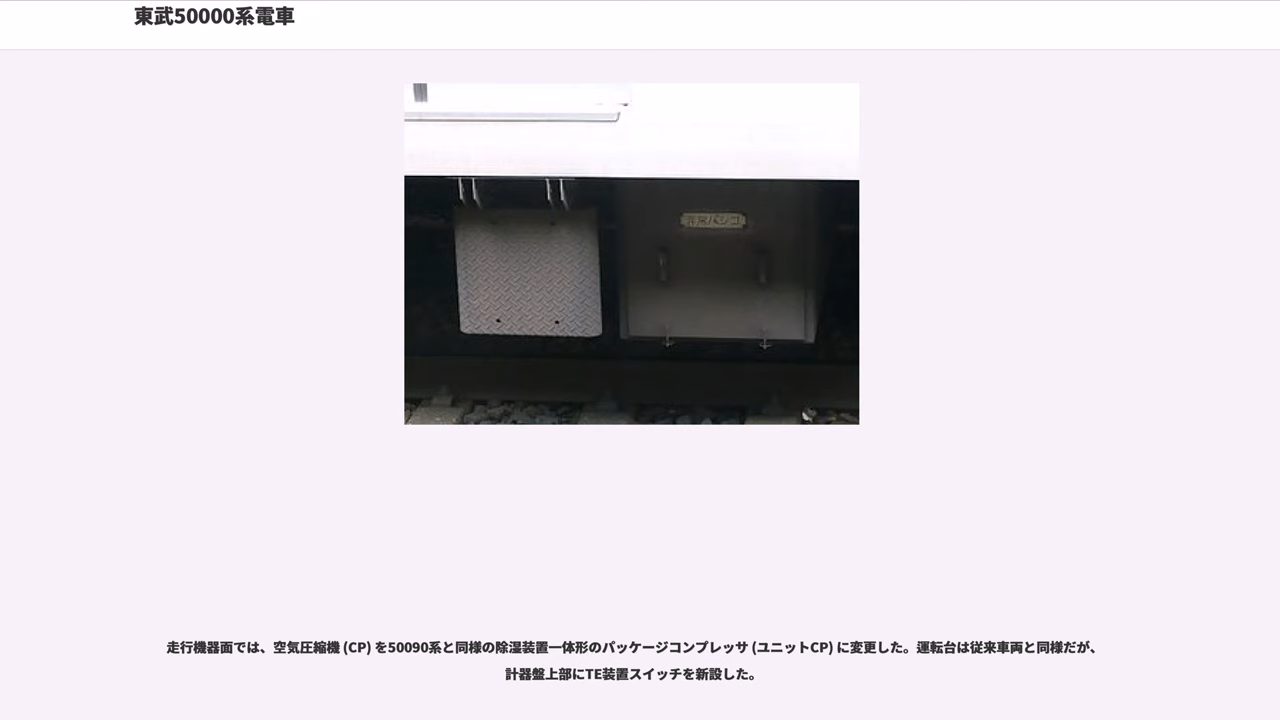 東武50000系電車
非常ハシゴ
走行機器面では、空気圧縮機 (CP) を50090系と同様の除湿装置一体形のパッケージコンプレッサ (ユニットCP) に変更した。運転台は従来車両と同様だが、
計器盤上部にTE装置スイッチを新設した。